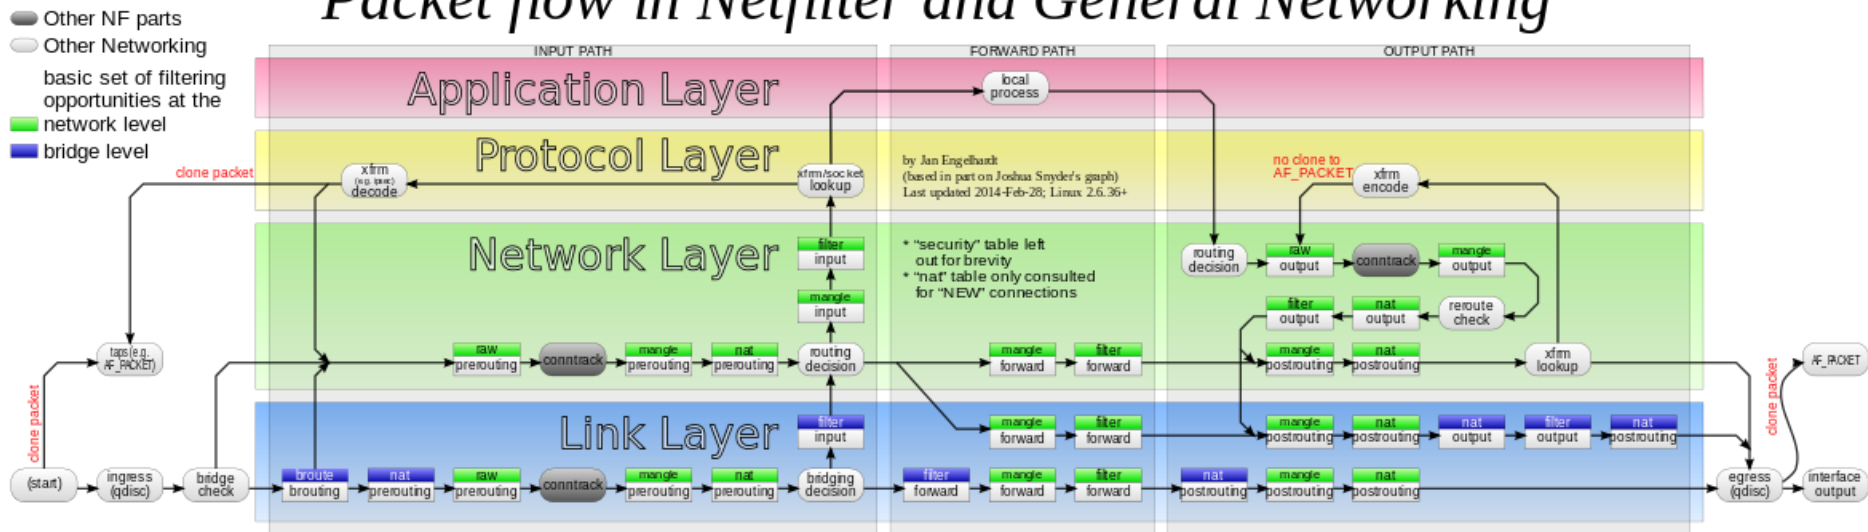 Packet flow in Netfilter and General Networking
Other NF parts
Other Networking
basic set of filtering
opportunities at the
network level
bridge level
INPUT PATH
FORWARD PATH
OUTPUT PATH
Application Layer
local
process
Protocol Layer
clone packet
xfrm
(e.g. ipsec)
decode
xfrm/socket
lookup
by Jan Engelhardt
(based in part on Joshua Snyder's graph)
Last updated 2014-Feb-28; Linux 2.6.36+
no clone to
AF_PACKET
xfrm
encode
Network Layer
filter
input
mangle
input
* “security” table left
out for brevity
* “nat” table only consulted
for “NEW” connections
routing
decision
raw
output
conntrack
mangle
output
filter
output
nat
output
reroute
check
taps (e.g.
AF_PACKET)
raw
prerouting
conntrack
mangle
prerouting
nat
prerouting
routing
decision
mangle
forward
filter
forward
mangle
postrouting
nat
postrouting
xfrm
lookup
AF_PACKET
clone packet
clone packet
Link Layer
filter
input
mangle
forward
filter
forward
mangle
postrouting
nat
postrouting
nat
output
filter
output
nat
postrouting
(start)
ingress
(qdisc)
bridge
check
broute
brouting
nat
prerouting
raw
prerouting
conntrack
mangle
prerouting
nat
prerouting
bridging
decision
filter
forward
mangle
forward
filter
forward
nat
postrouting
mangle
postrouting
nat
postrouting
egress
(qdisc)
interface
output